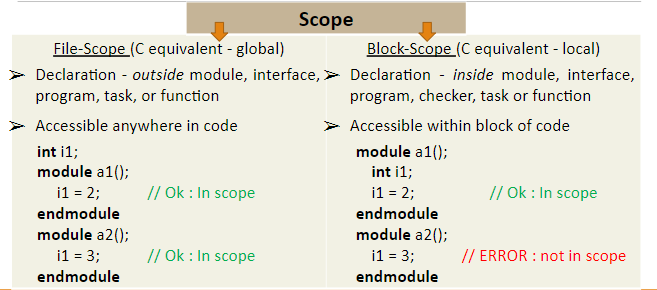 Scope
File-Scope (C equivalent - global)
➢ Declaration - outside module, interface,
program, task, or function
➢ Accessible anywhere in code
int i1;
module a1();
i1 = 2; // Ok : In scope
endmodule
module a2();
i1 = 3; // Ok : In scope
endmodule
Block-Scope (C equivalent - local)
➢ Declaration - inside module, interface,
program, checker, task or function
➢ Accessible within block of code
module a1();
int i1;
i1 = 2; // Ok : In scope
endmodule
module a2();
i1 = 3; // ERROR : not in scope
endmodule